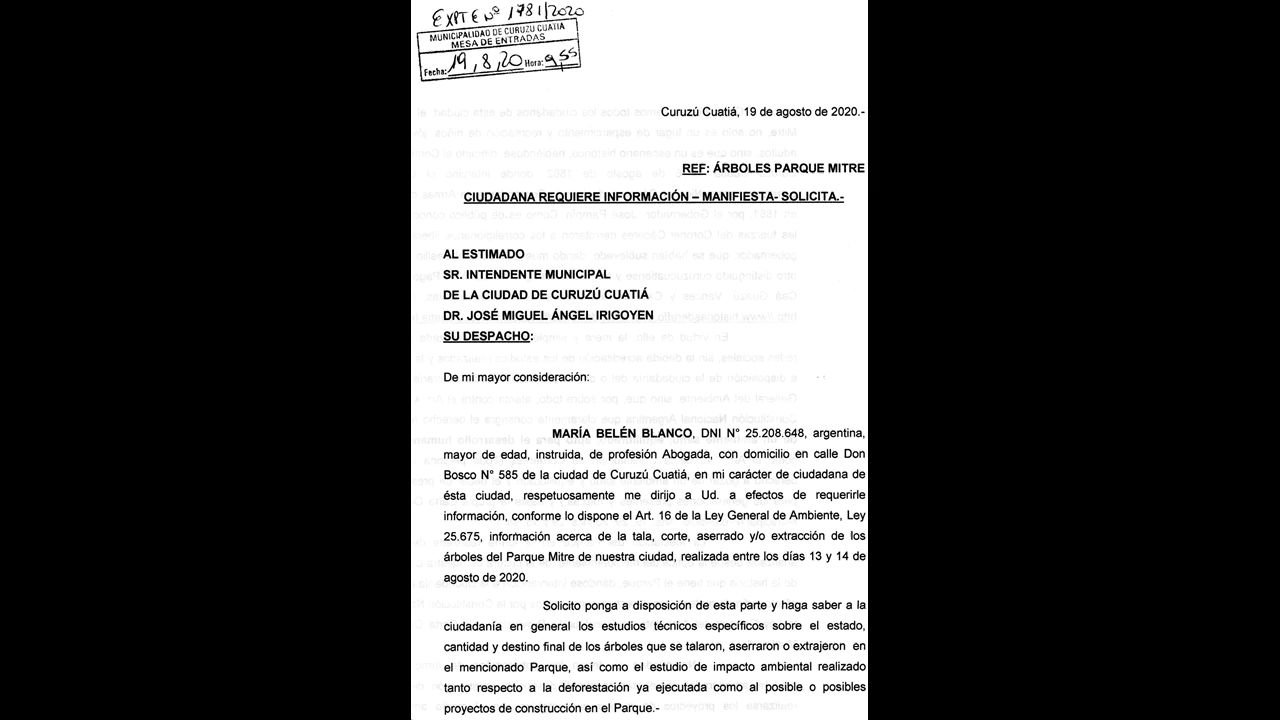 EXPTE Nº 1781/2020
MUNICIPALIDAD DE CURUZÚ CUATIA
MESA DE ENTRADAS
Fecha: 19, 8, 20 Hora: 9,55
Curuzú Cuatiá, 19 de agosto de 2020.-
REF: ÁRBOLES PARQUE MITRE
CIUDADANA REQUIERE INFORMACIÓN – MANIFIESTA- SOLICITA.-
AL ESTIMADO
SR. INTENDENTE MUNICIPAL
DE LA CIUDAD DE CURUZÚ CUATIÁ
DR. JOSÉ MIGUEL ÁNGEL IRIGOYEN
SU DESPACHO:
De mi mayor consideración:
MARÍA BELÉN BLANCO, DNI N° 25.208.648, argentina,
mayor de edad, instruida, de profesión Abogada, con domicilio en calle Don
Bosco N° 585 de la ciudad de Curuzú Cuatiá, en mi carácter de ciudadana de
ésta ciudad, respetuosamente me dirijo a Ud. a efectos de requerirle
información, conforme lo dispone el Art. 16 de la Ley General de Ambiente, Ley
25.675, información acerca de la tala, corte, aserrado y/o extracción de los
árboles del Parque Mitre de nuestra ciudad, realizada entre los días 13 y 14 de
agosto de 2020.
Solicito ponga a disposición de esta parte y haga saber a la
ciudadanía en general los estudios técnicos específicos sobre el estado,
cantidad y destino final de los árboles que se talaron, aserraron o extrajeron en
el mencionado Parque, así como el estudio de impacto ambiental realizado
tanto respecto a la deforestación ya ejecutada como al posible o posibles
proyectos de construcción en el Parque.-